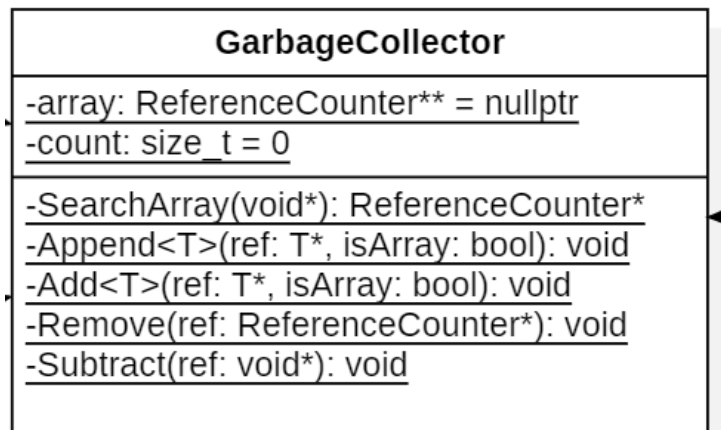 GarbageCollector
-array: ReferenceCounter** = nullptr
-count: size_t = 0
-SearchArray(void*): ReferenceCounter*
-Append<T>(ref: T*, isArray: bool): void
-Add<T>(ref: T*, isArray: bool): void
-Remove(ref: ReferenceCounter*): void
-Subtract(ref: void*): void